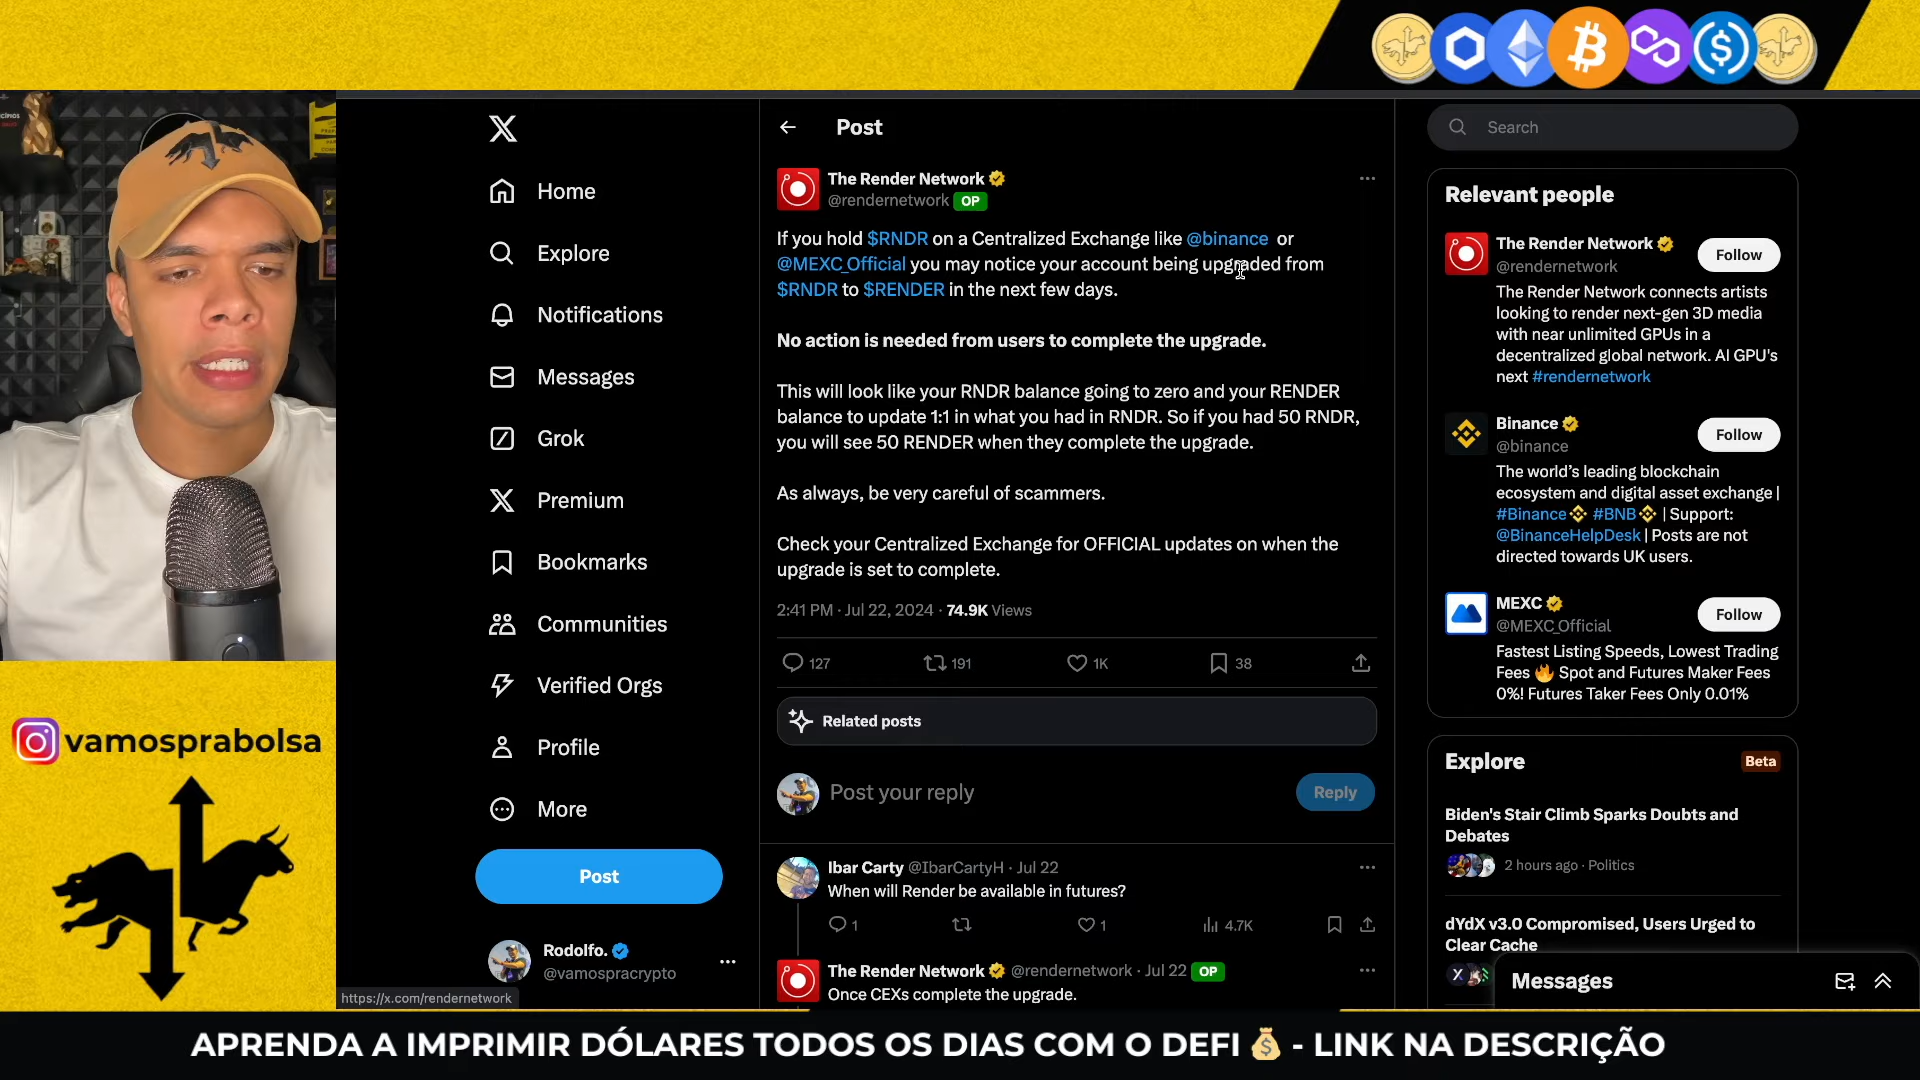 Post
Search
Home
Explore
Notifications
Messages
Grok
Premium
Bookmarks
Communities
Verified Orgs
Profile
More
Post
Rodolfo.
@vamospracrypto
https://x.com/rendernetwork
The Render Network
@rendernetwork OP
If you hold $RNDR on a Centralized Exchange like @binance or
@MEXC_Official you may notice your account being upgraded from
$RNDR to $RENDER in the next few days.
No action is needed from users to complete the upgrade.
This will look like your RNDR balance going to zero and your RENDER
balance to update 1:1 in what you had in RNDR. So if you had 50 RNDR,
you will see 50 RENDER when they complete the upgrade.
As always, be very careful of scammers.
Check your Centralized Exchange for OFFICIAL updates on when the
upgrade is set to complete.
2:41 PM · Jul 22, 2024 · 74.9K Views
127 191 1K 38
Related posts
Post your reply
Reply
Ibar Carty @IbarCartyH · Jul 22
When will Render be available in futures?
1 1 4.7K
The Render Network @rendernetwork · Jul 22 OP
Once CEXs complete the upgrade.
Relevant people
The Render Network
@rendernetwork
Follow
The Render Network connects artists
looking to render next-gen 3D media
with near unlimited GPUs in a
decentralized global network. AI GPU's
next #rendernetwork
Binance
@binance
Follow
The world's leading blockchain
ecosystem and digital asset exchange |
#Binance #BNB | Support:
@BinanceHelpDesk | Posts are not
directed towards UK users.
MEXC
@MEXC_Official
Follow
Fastest Listing Speeds, Lowest Trading
Fees 🔥 Spot and Futures Maker Fees
0%! Futures Taker Fees Only 0.01%
Explore
Beta
Biden's Stair Climb Sparks Doubts and
Debates
2 hours ago · Politics
dYdX v3.0 Compromised, Users Urged to
Clear Cache
Messages
vamosprabolsa
APRENDA A IMPRIMIR DÓLARES TODOS OS DIAS COM O DEFI 💰 - LINK NA DESCRIÇÃO